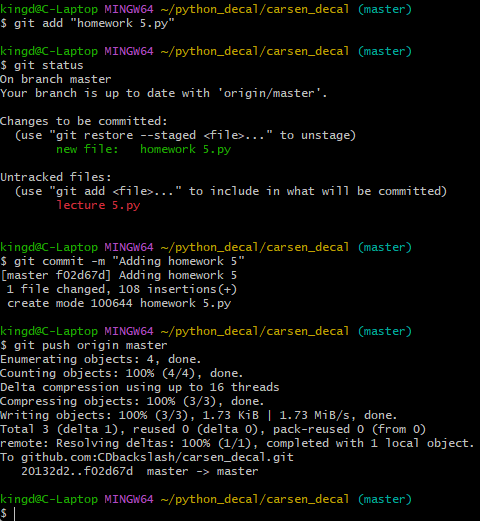 kingd@C-Laptop MINGW64 ~/python_decal/carsen_decal (master)
$ git add "homework 5.py"
kingd@C-Laptop MINGW64 ~/python_decal/carsen_decal (master)
$ git status
On branch master
Your branch is up to date with 'origin/master'.
Changes to be committed:
  (use "git restore --staged <file>..." to unstage)
        new file:   homework 5.py
Untracked files:
  (use "git add <file>..." to include in what will be committed)
        lecture 5.py
kingd@C-Laptop MINGW64 ~/python_decal/carsen_decal (master)
$ git commit -m "Adding homework 5"
[master f02d67d] Adding homework 5
 1 file changed, 108 insertions(+)
 create mode 100644 homework 5.py
kingd@C-Laptop MINGW64 ~/python_decal/carsen_decal (master)
$ git push origin master
Enumerating objects: 4, done.
Counting objects: 100% (4/4), done.
Delta compression using up to 16 threads
Compressing objects: 100% (3/3), done.
Writing objects: 100% (3/3), 1.73 KiB | 1.73 MiB/s, done.
Total 3 (delta 1), reused 0 (delta 0), pack-reused 0 (from 0)
remote: Resolving deltas: 100% (1/1), completed with 1 local object.
To github.com:CDbackslash/carsen_decal.git
   20132d2..f02d67d  master -> master
kingd@C-Laptop MINGW64 ~/python_decal/carsen_decal (master)
$